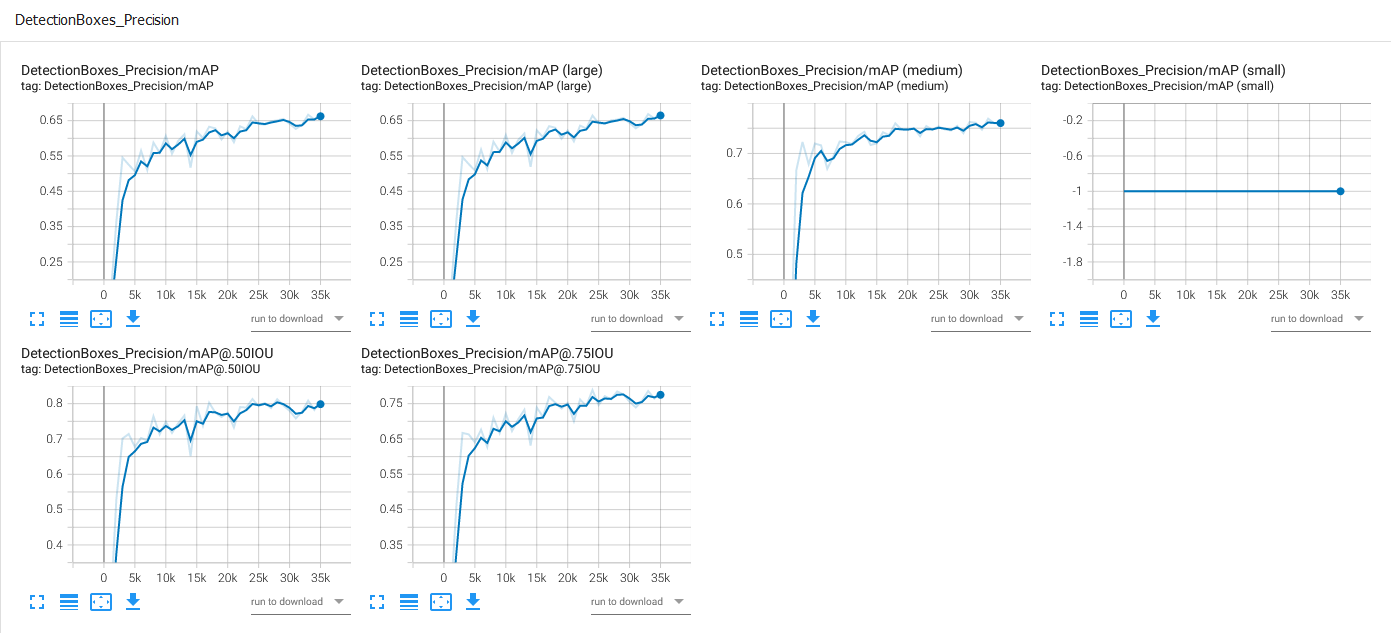 DetectionBoxes_Precision
DetectionBoxes_Precision/mAP
tag: DetectionBoxes_Precision/mAP
0.65
0.55
0.45
0.35
0.25
0 5k 10k 15k 20k 25k 30k 35k
run to download
DetectionBoxes_Precision/mAP (large)
tag: DetectionBoxes_Precision/mAP (large)
0.65
0.55
0.45
0.35
0.25
0 5k 10k 15k 20k 25k 30k 35k
run to download
DetectionBoxes_Precision/mAP (medium)
tag: DetectionBoxes_Precision/mAP (medium)
0.7
0.6
0.5
0 5k 10k 15k 20k 25k 30k 35k
run to download
DetectionBoxes_Precision/mAP (small)
tag: DetectionBoxes_Precision/mAP (small)
-0.2
-0.6
-1
-1.4
-1.8
0 5k 10k 15k 20k 25k 30k 35k
run to download
DetectionBoxes_Precision/mAP@.50IOU
tag: DetectionBoxes_Precision/mAP@.50IOU
0.8
0.7
0.6
0.5
0.4
0 5k 10k 15k 20k 25k 30k 35k
run to download
DetectionBoxes_Precision/mAP@.75IOU
tag: DetectionBoxes_Precision/mAP@.75IOU
0.75
0.65
0.55
0.45
0.35
0 5k 10k 15k 20k 25k 30k 35k
run to download